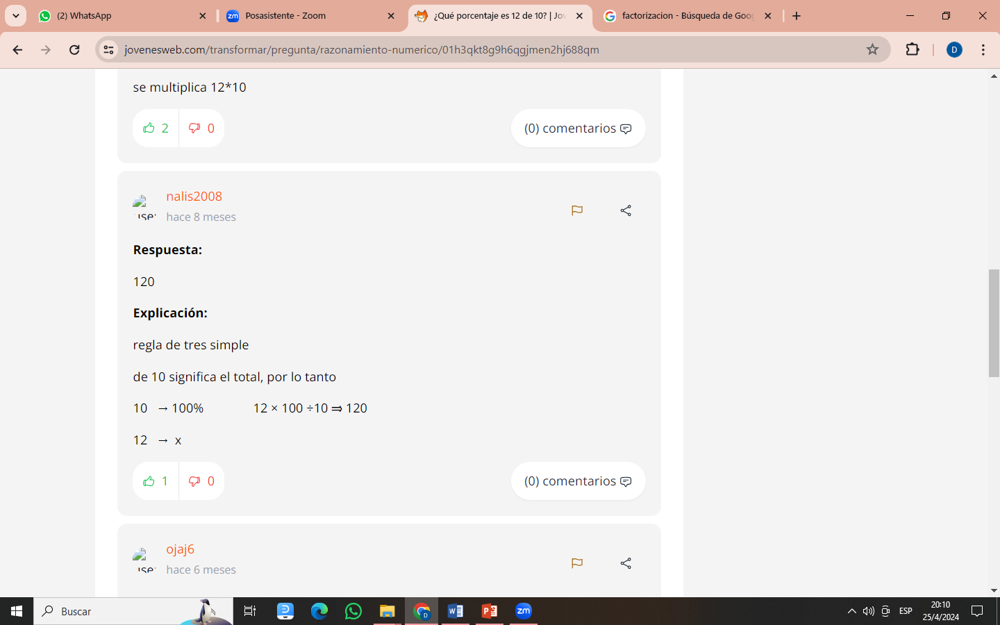 (2) WhatsApp
Posasistente - Zoom
¿Qué porcentaje es 12 de 10? | Jov
factorizacion - Búsqueda de Goog
jovenesweb.com/transformar/pregunta/razonamiento-numerico/01h3qkt8g9h6qgjmen2hj688qm
D
se multiplica 12*10
2
0
(0) comentarios
nalis2008
hace 8 meses
Respuesta:
120
Explicación:
regla de tres simple
de 10 significa el total, por lo tanto
10 → 100% 12 × 100 ÷10 ⇒ 120
12 → x
1
0
(0) comentarios
ojaj6
hace 6 meses
Buscar
ESP
20:10
25/4/2024